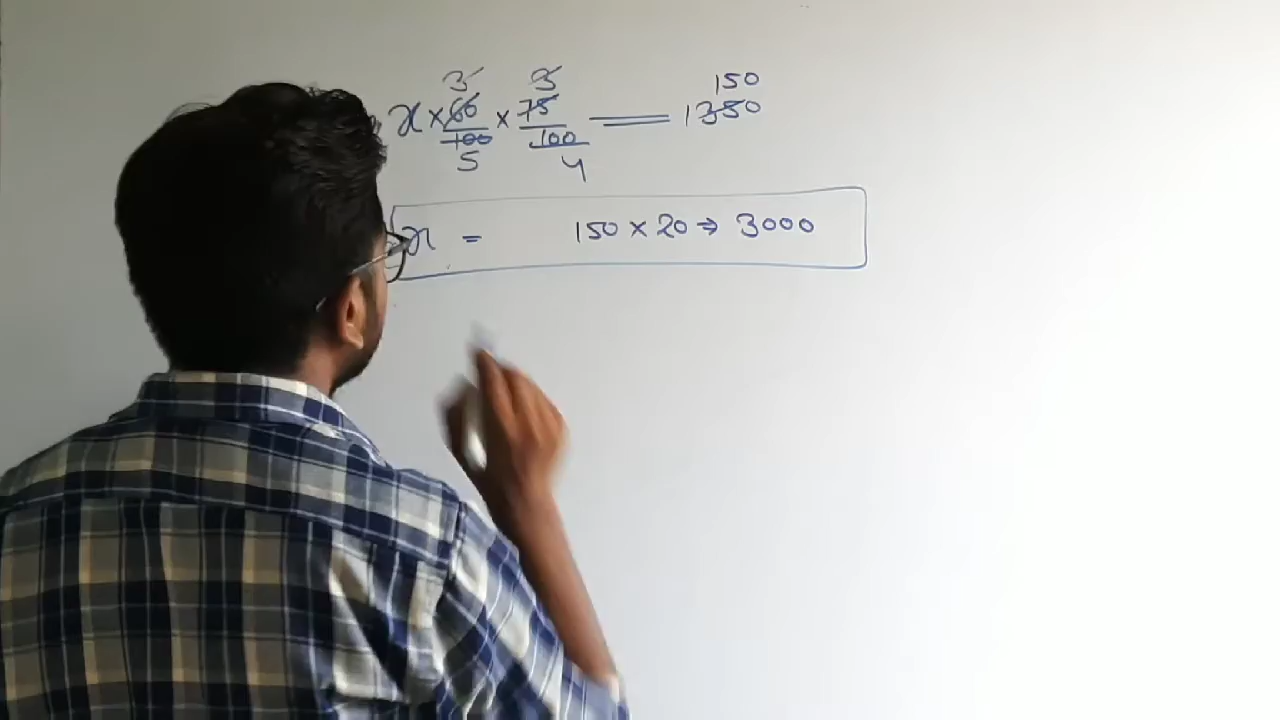 3 3 150
x × 60 × 75 = 1350
100 100
5 4
x = 150 × 20 ⇒ 3000